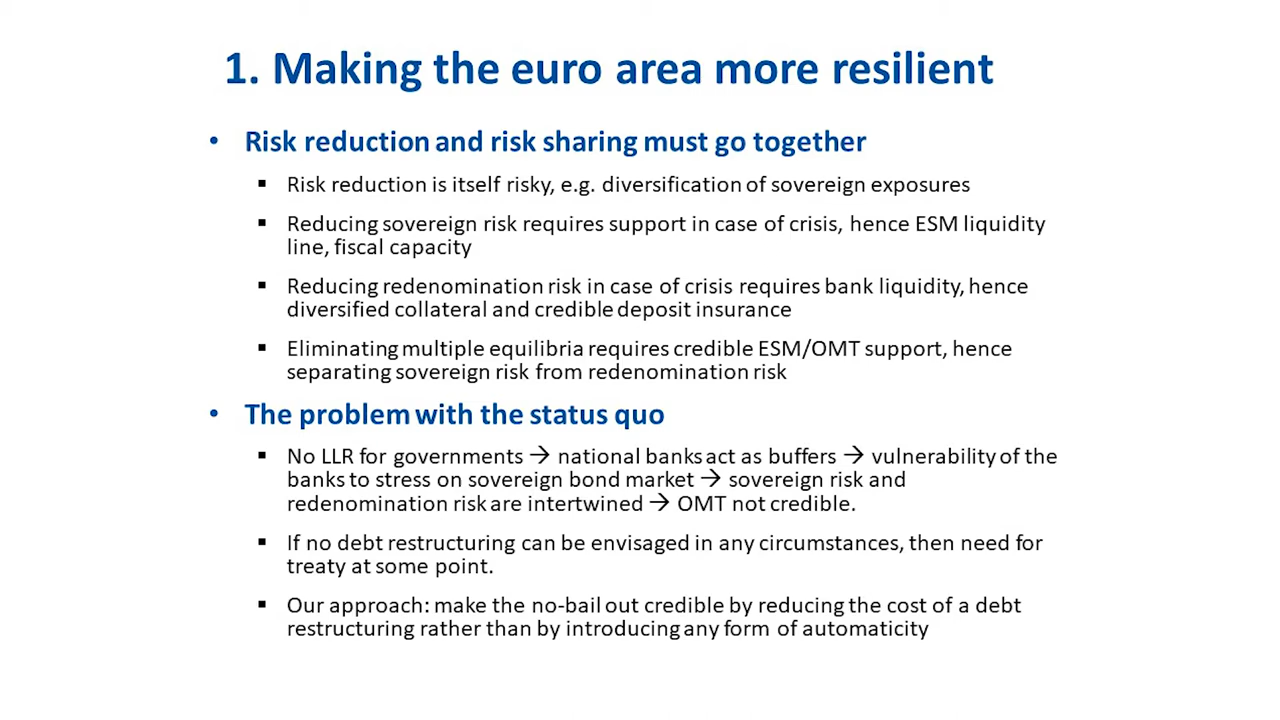 1. Making the euro area more resilient
• Risk reduction and risk sharing must go together
▪ Risk reduction is itself risky, e.g. diversification of sovereign exposures
▪ Reducing sovereign risk requires support in case of crisis, hence ESM liquidity
line, fiscal capacity
▪ Reducing redenomination risk in case of crisis requires bank liquidity, hence
diversified collateral and credible deposit insurance
▪ Eliminating multiple equilibria requires credible ESM/OMT support, hence
separating sovereign risk from redenomination risk
• The problem with the status quo
▪ No LLR for governments → national banks act as buffers → vulnerability of the
banks to stress on sovereign bond market → sovereign risk and
redenomination risk are intertwined → OMT not credible.
▪ If no debt restructuring can be envisaged in any circumstances, then need for
treaty at some point.
▪ Our approach: make the no-bail out credible by reducing the cost of a debt
restructuring rather than by introducing any form of automaticity